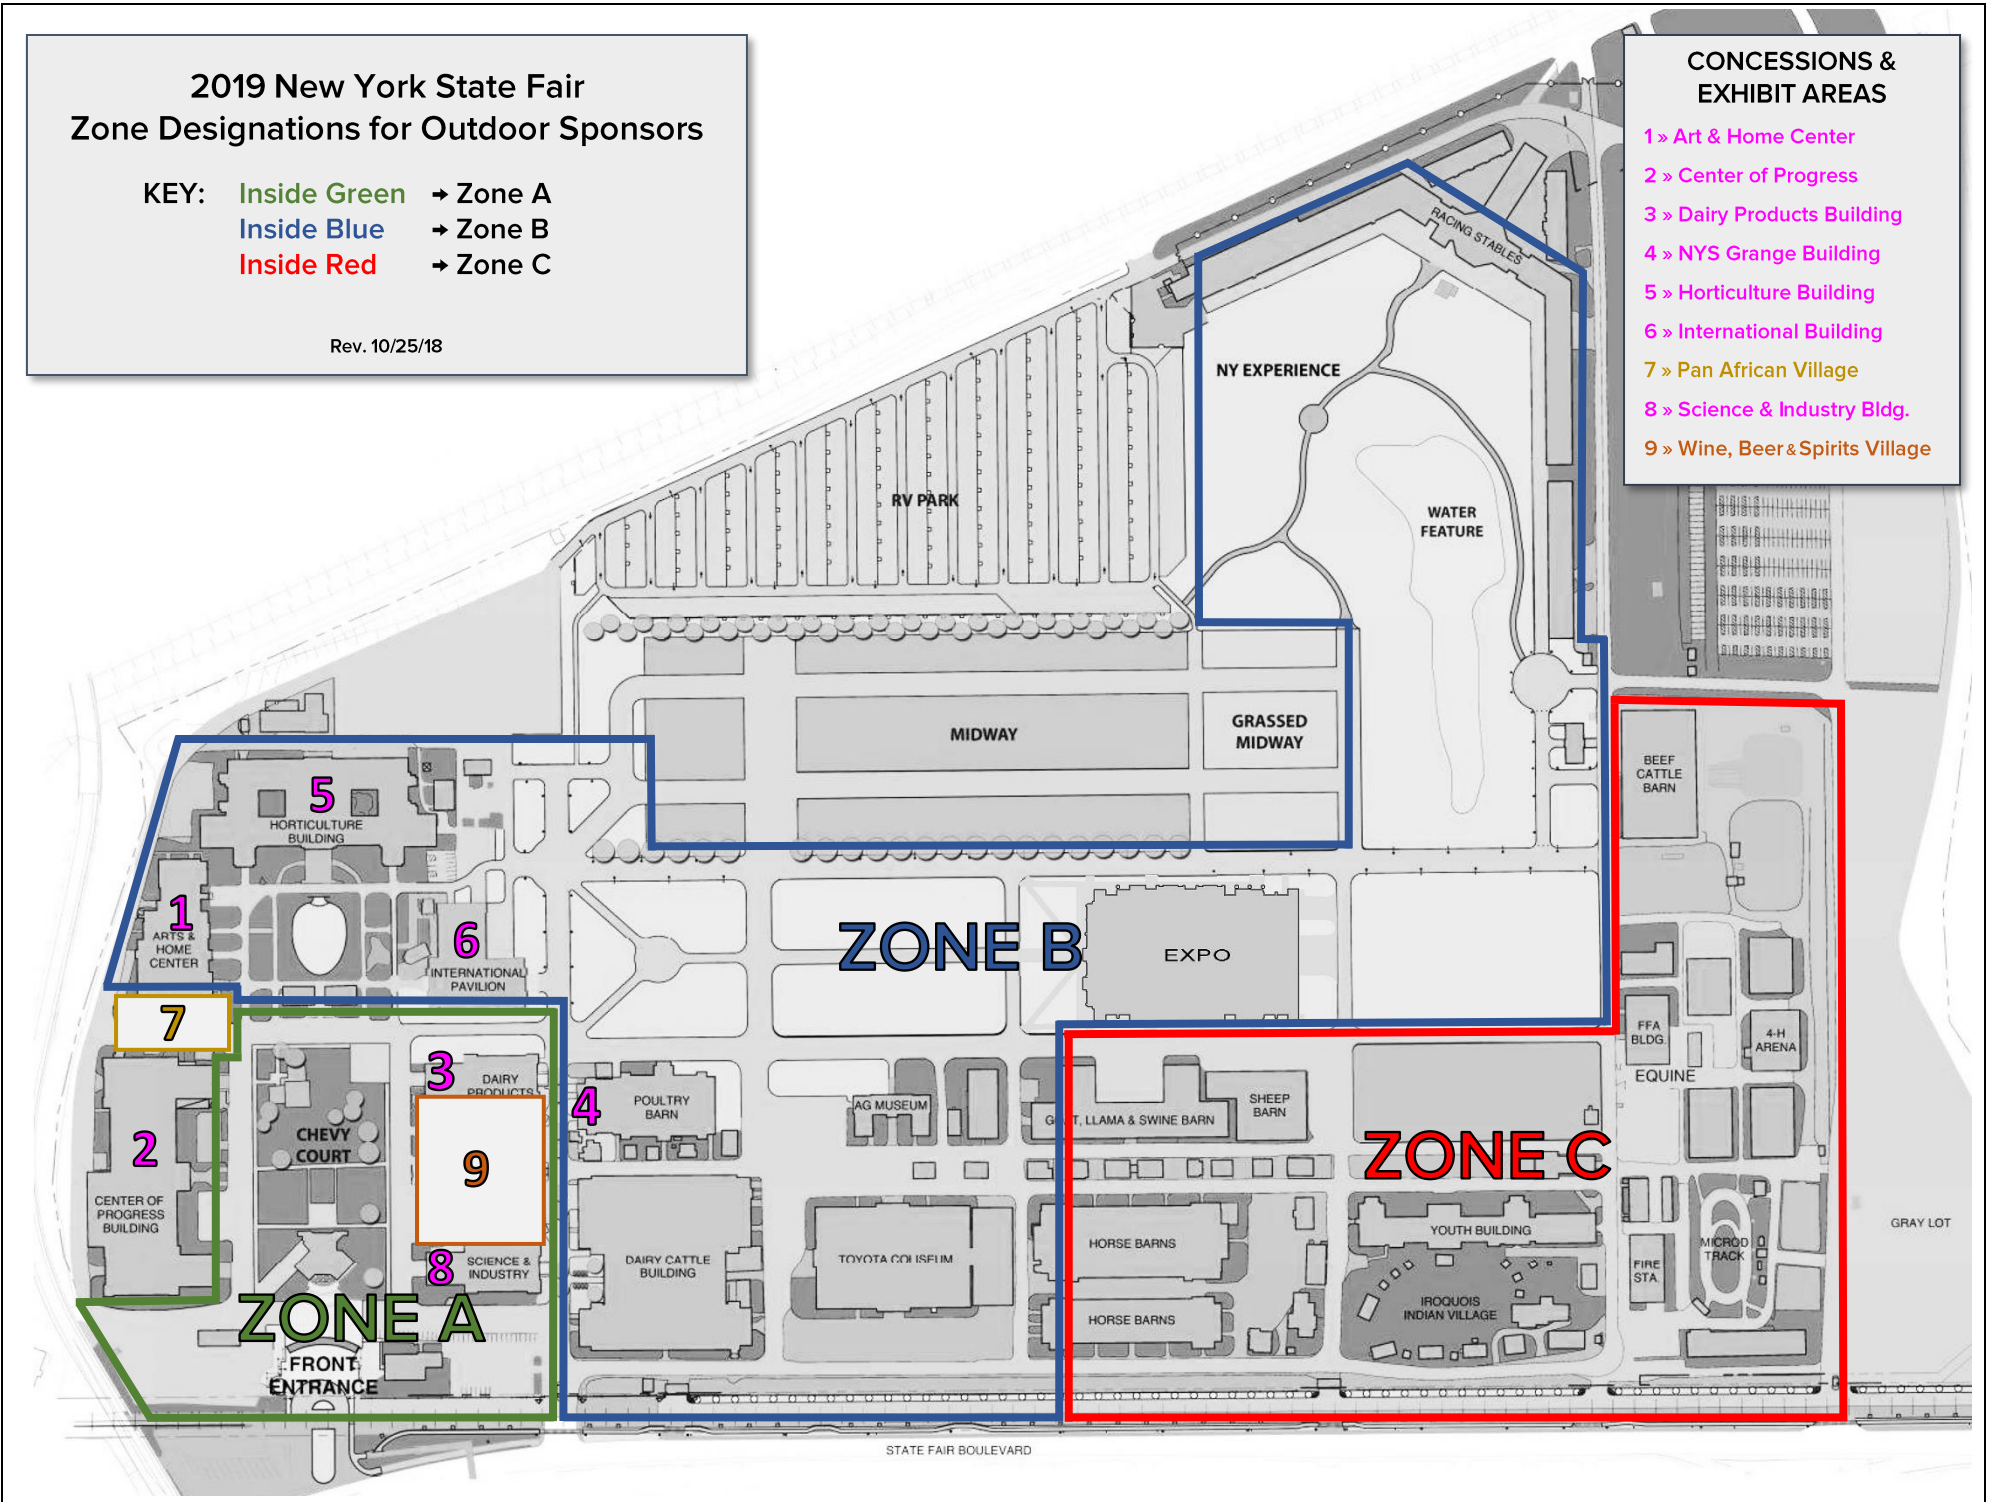 2019 New York State Fair
Zone Designations for Outdoor Sponsors
KEY: Inside Green → Zone A
Inside Blue → Zone B
Inside Red → Zone C
Rev. 10/25/18
CONCESSIONS &
EXHIBIT AREAS
1 » Art & Home Center
2 » Center of Progress
3 » Dairy Products Building
4 » NYS Grange Building
5 » Horticulture Building
6 » International Building
7 » Pan African Village
8 » Science & Industry Bldg.
9 » Wine, Beer & Spirits Village
RACING STABLES
NY EXPERIENCE
RV PARK
WATER
FEATURE
MIDWAY
GRASSED
MIDWAY
BEEF
CATTLE
BARN
5
HORTICULTURE
BUILDING
1
ARTS &
HOME
CENTER
6
INTERNATIONAL
PAVILION
ZONE B
EXPO
7
FFA
BLDG.
4-H
ARENA
EQUINE
3
DAIRY
PRODUCTS
4
POULTRY
BARN
AG MUSEUM
GOAT, LLAMA & SWINE BARN
SHEEP
BARN
2
CENTER OF
PROGRESS
BUILDING
CHEVY
COURT
9
ZONE C
8
SCIENCE &
INDUSTRY
DAIRY CATTLE
BUILDING
TOYOTA COLISEUM
HORSE BARNS
HORSE BARNS
YOUTH BUILDING
IROQUOIS
INDIAN VILLAGE
FIRE
STA.
MICROD
TRACK
GRAY LOT
ZONE A
FRONT
ENTRANCE
STATE FAIR BOULEVARD